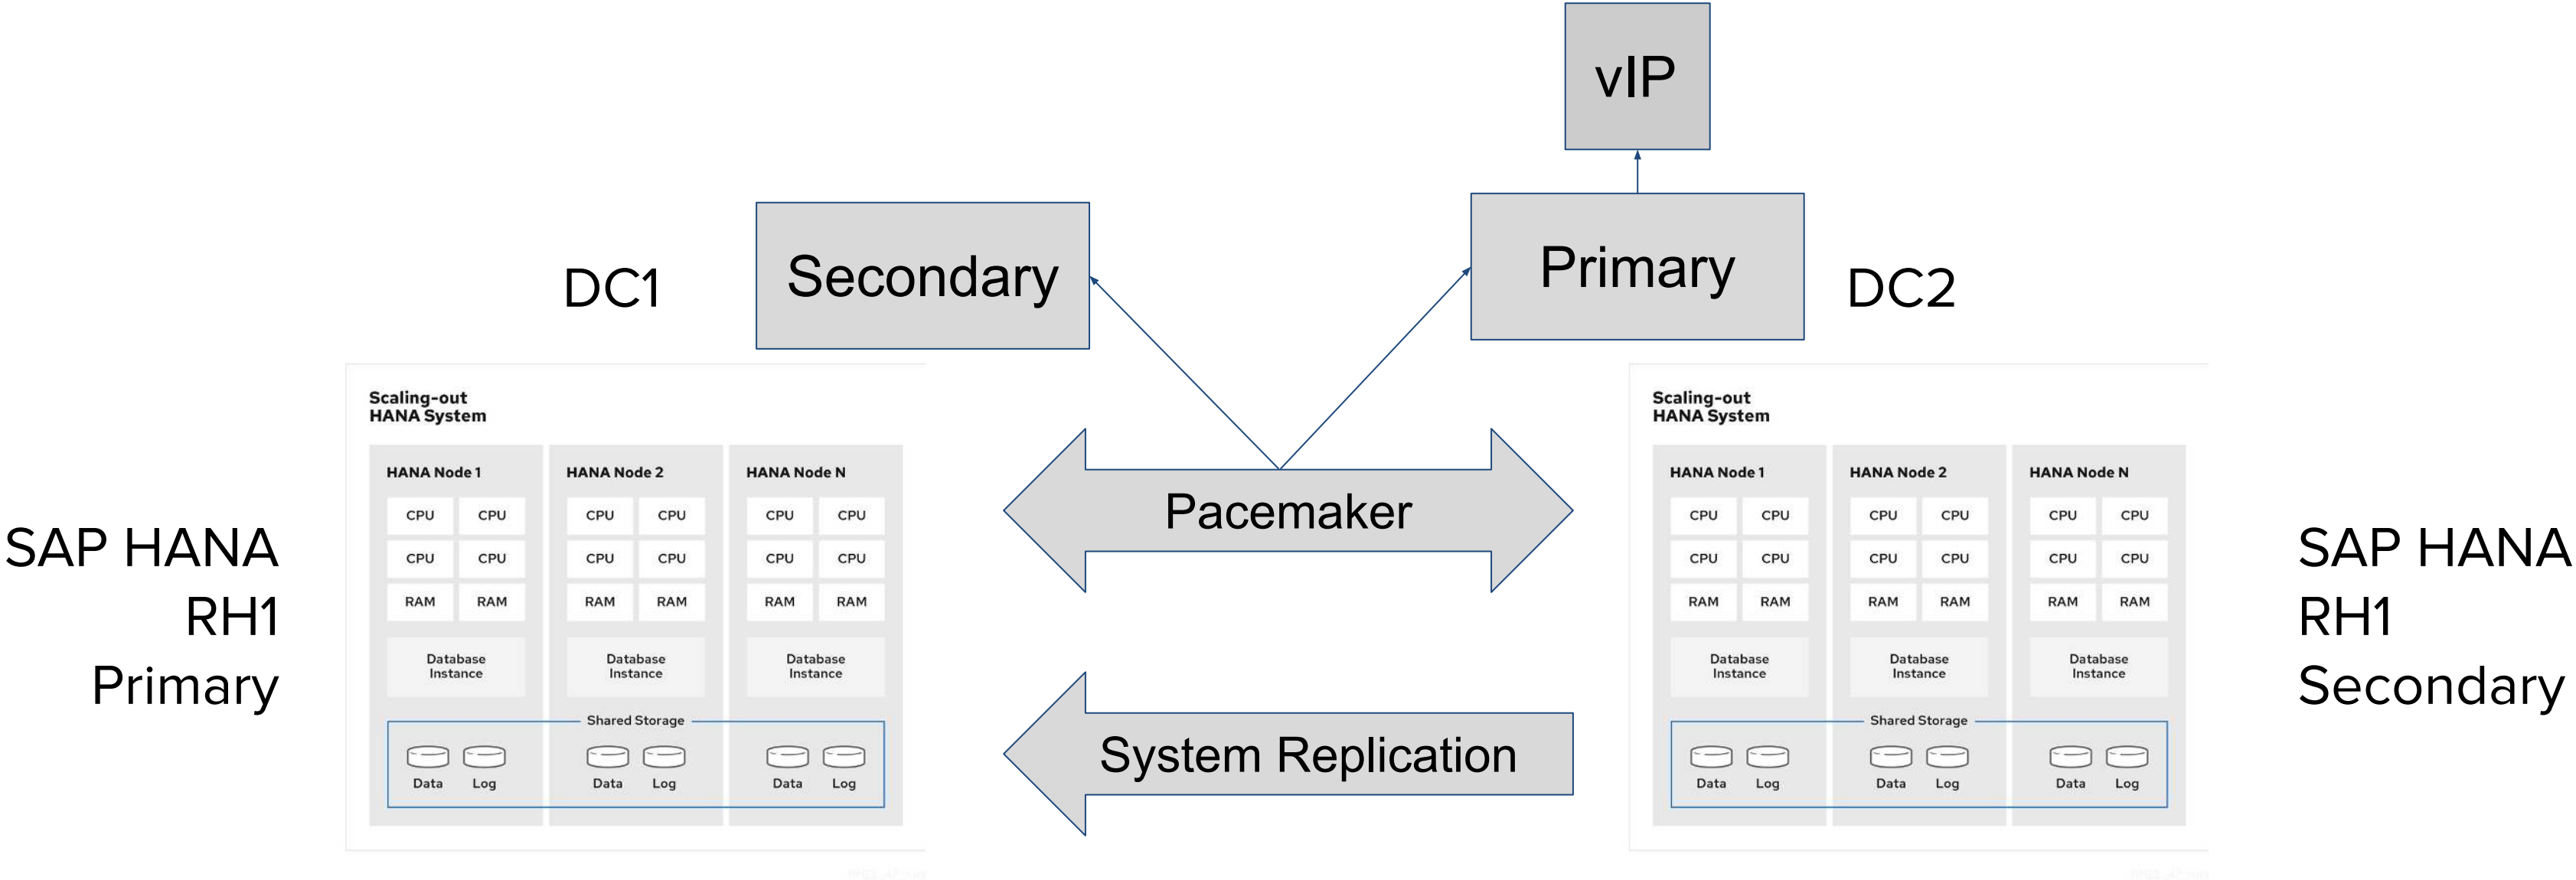 vIP
DC1
Secondary
Primary
DC2
SAP HANA
RH1
Primary
Scaling-out
HANA System
HANA Node 1
CPU CPU
CPU CPU
RAM RAM
Database
Instance
HANA Node 2
CPU CPU
CPU CPU
RAM RAM
Database
Instance
HANA Node N
CPU CPU
CPU CPU
RAM RAM
Database
Instance
Shared Storage
Data Log
Data Log
Data Log
Pacemaker
System Replication
Scaling-out
HANA System
HANA Node 1
CPU CPU
CPU CPU
RAM RAM
Database
Instance
HANA Node 2
CPU CPU
CPU CPU
RAM RAM
Database
Instance
HANA Node N
CPU CPU
CPU CPU
RAM RAM
Database
Instance
Shared Storage
Data Log
Data Log
Data Log
SAP HANA
RH1
Secondary